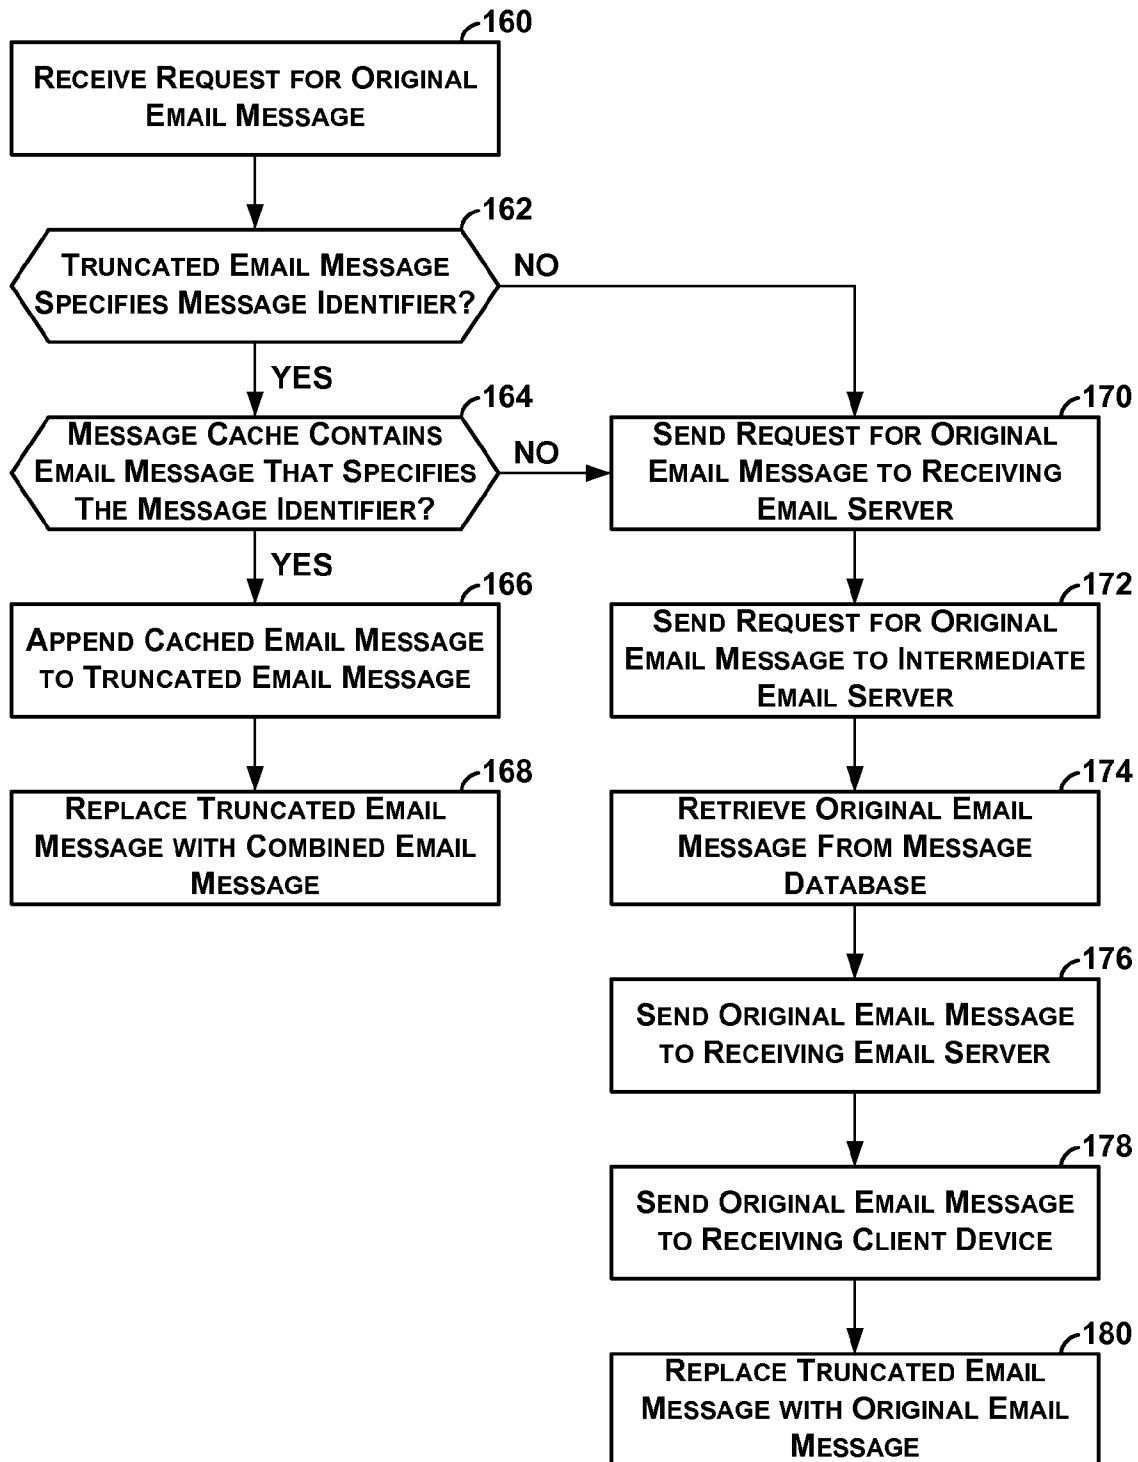 160
RECEIVE REQUEST FOR ORIGINAL
EMAIL MESSAGE
162
TRUNCATED EMAIL MESSAGE
SPECIFIES MESSAGE IDENTIFIER?
NO
YES
164
MESSAGE CACHE CONTAINS
EMAIL MESSAGE THAT SPECIFIES
THE MESSAGE IDENTIFIER?
NO
YES
166
APPEND CACHED EMAIL MESSAGE
TO TRUNCATED EMAIL MESSAGE
168
REPLACE TRUNCATED EMAIL
MESSAGE WITH COMBINED EMAIL
MESSAGE
170
SEND REQUEST FOR ORIGINAL
EMAIL MESSAGE TO RECEIVING
EMAIL SERVER
172
SEND REQUEST FOR ORIGINAL
EMAIL MESSAGE TO INTERMEDIATE
EMAIL SERVER
174
RETRIEVE ORIGINAL EMAIL
MESSAGE FROM MESSAGE
DATABASE
176
SEND ORIGINAL EMAIL MESSAGE
TO RECEIVING EMAIL SERVER
178
SEND ORIGINAL EMAIL MESSAGE
TO RECEIVING CLIENT DEVICE
180
REPLACE TRUNCATED EMAIL
MESSAGE WITH ORIGINAL EMAIL
MESSAGE